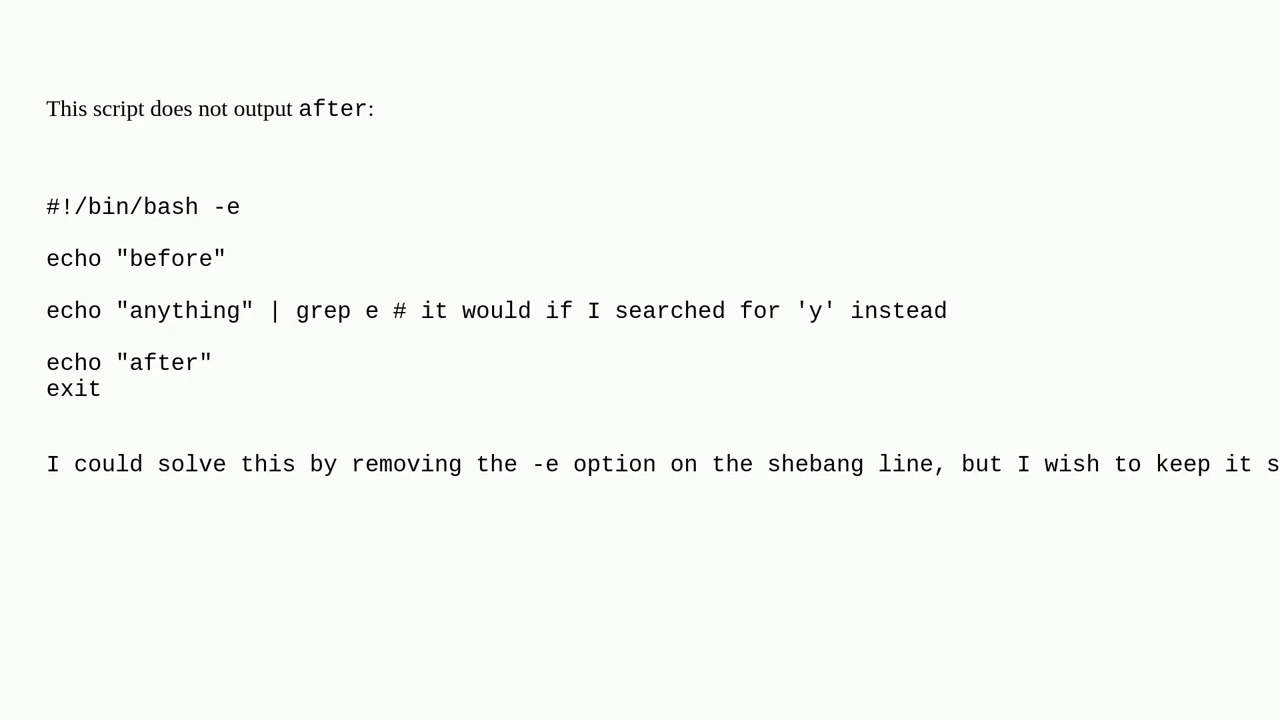 This script does not output after:
#!/bin/bash -e
echo "before"
echo "anything" | grep e # it would if I searched for 'y' instead
echo "after"
exit
I could solve this by removing the -e option on the shebang line, but I wish to keep it s